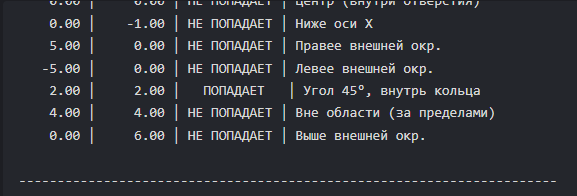 0.00 | 0.00 | НЕ ПОПАДАЕТ | Центр (внутри отверстия)
0.00 | -1.00 | НЕ ПОПАДАЕТ | Ниже оси X
5.00 | 0.00 | НЕ ПОПАДАЕТ | Правее внешней окр.
-5.00 | 0.00 | НЕ ПОПАДАЕТ | Левее внешней окр.
2.00 | 2.00 | ПОПАДАЕТ | Угол 45°, внутрь кольца
4.00 | 4.00 | НЕ ПОПАДАЕТ | Вне области (за пределами)
0.00 | 6.00 | НЕ ПОПАДАЕТ | Выше внешней окр.
----------------------------------------------------------------------